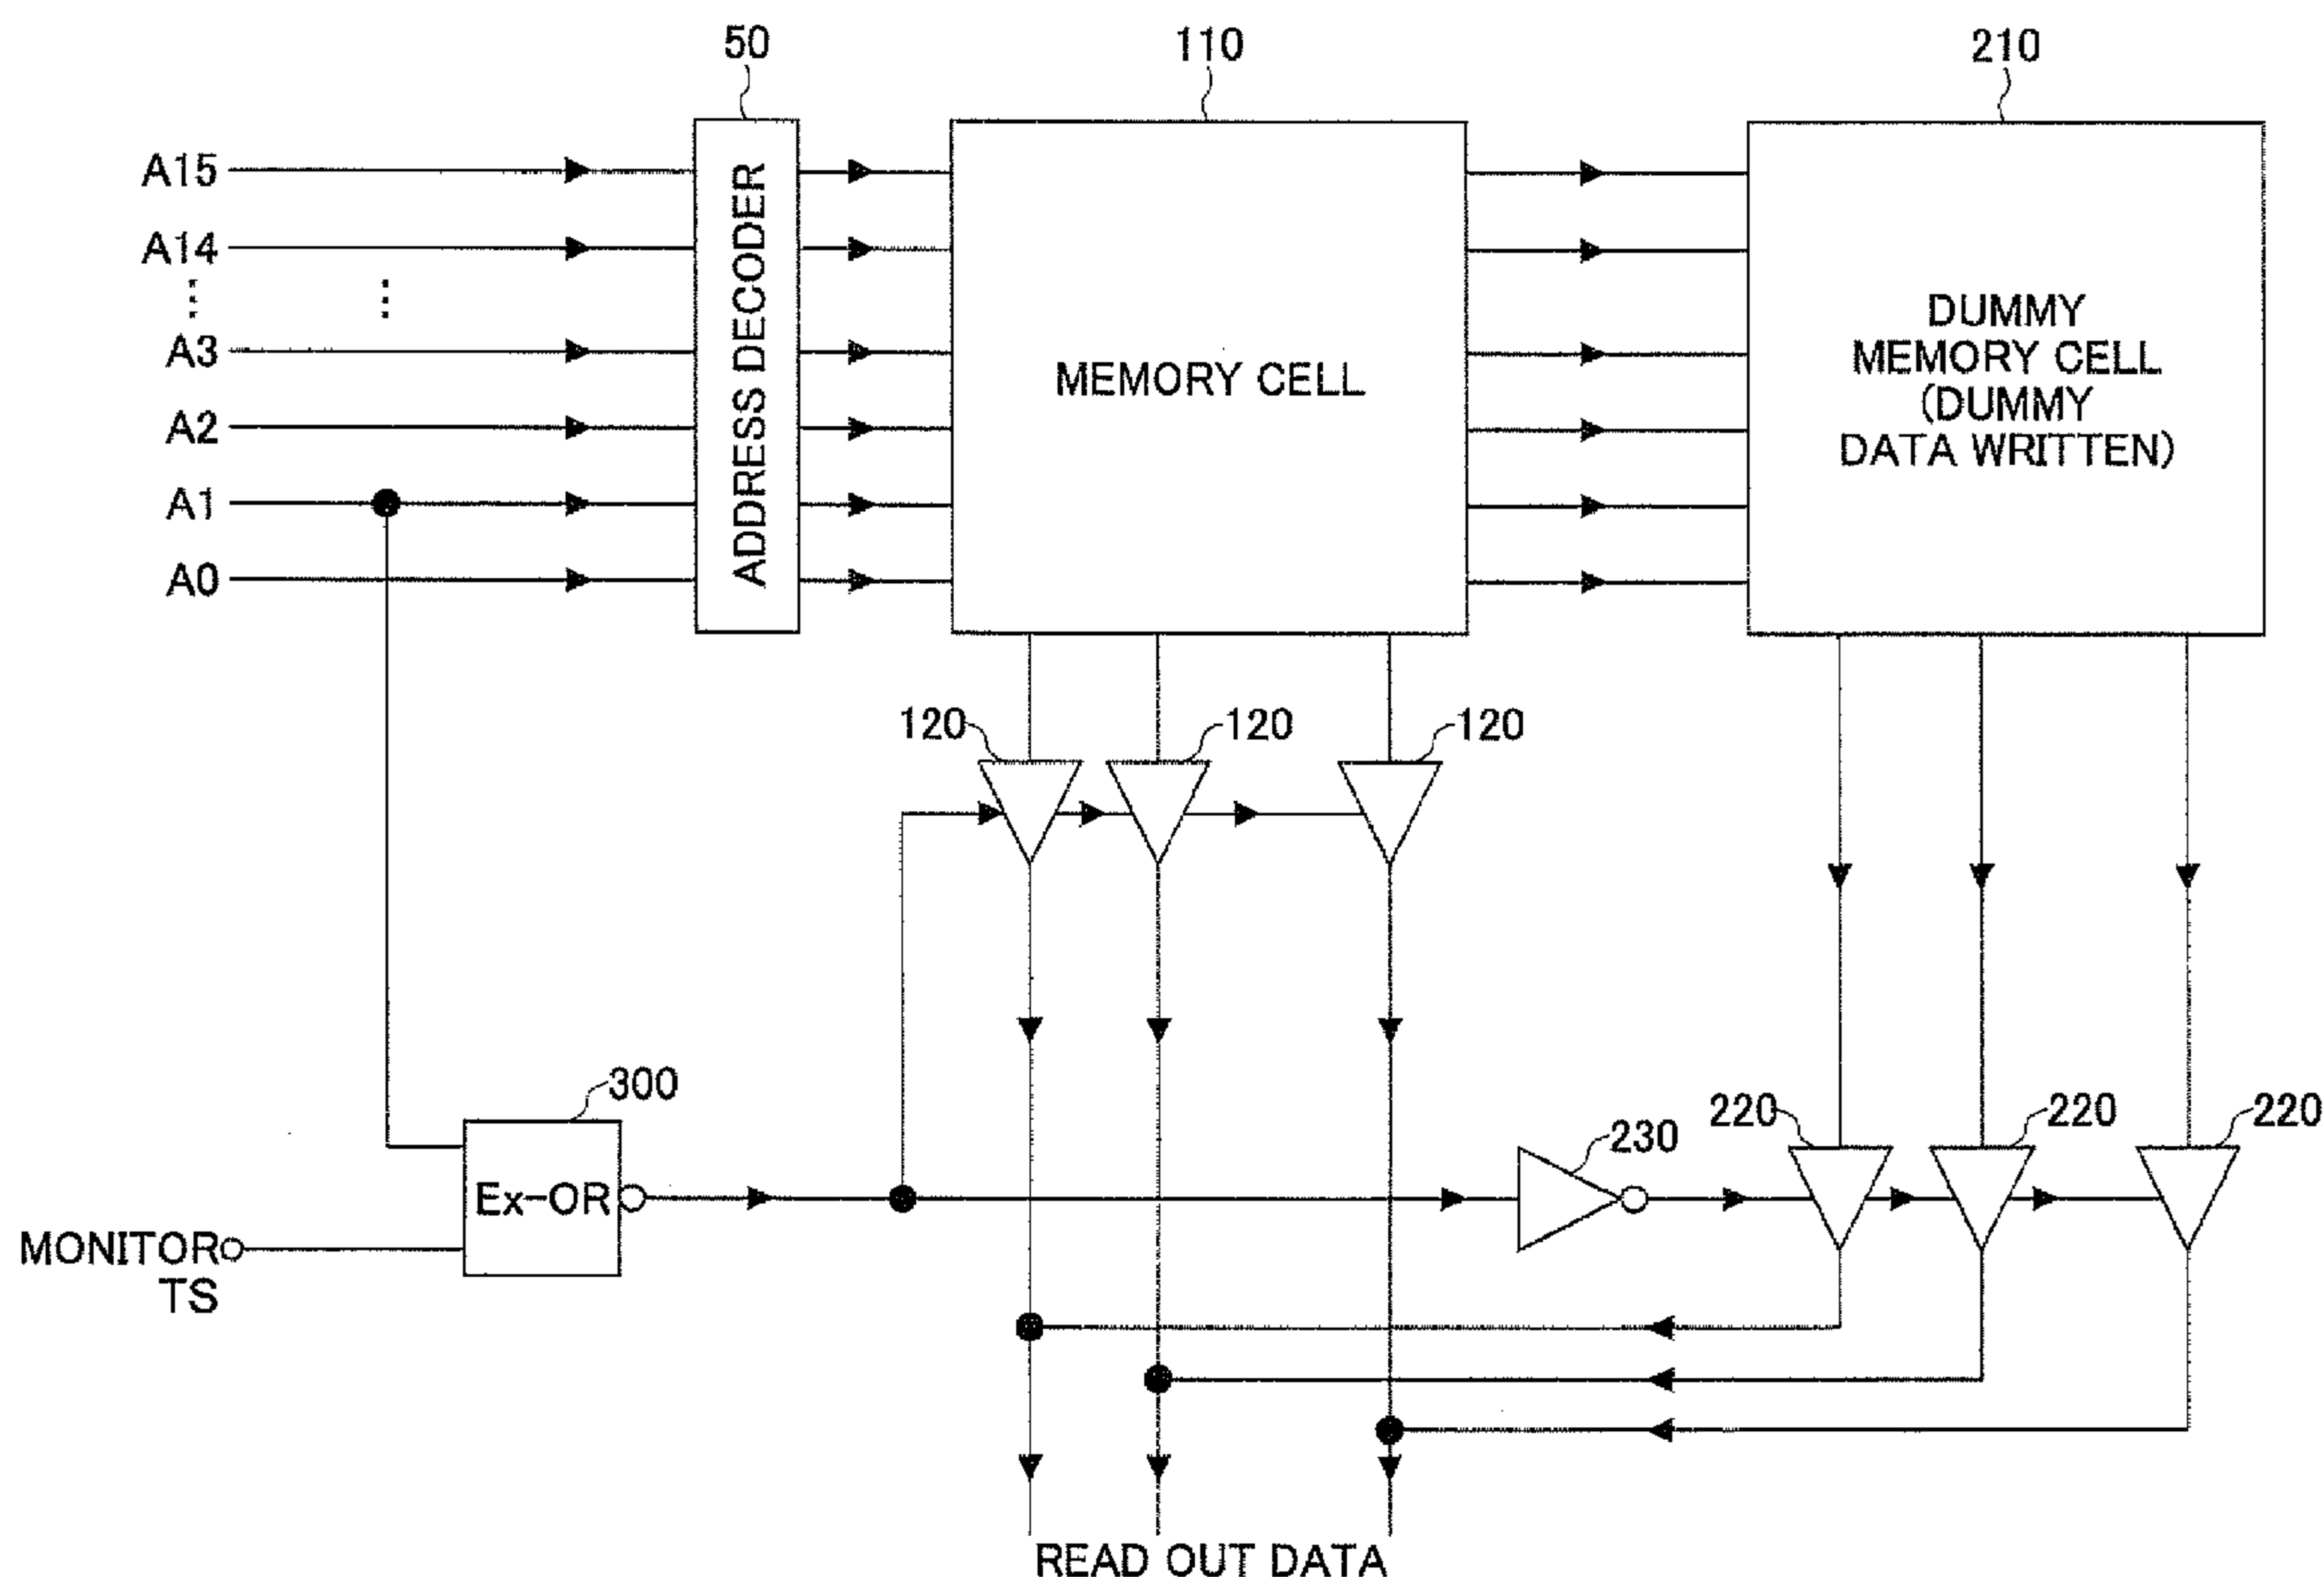 50
110
210
A15
A14
A3
A2
A1
A0
ADDRESS DECODER
MEMORY CELL
DUMMY
MEMORY CELL
(DUMMY
DATA WRITTEN)
120
120
120
300
Ex-OR
MONITOR
TS
230
220
220
220
READ OUT DATA